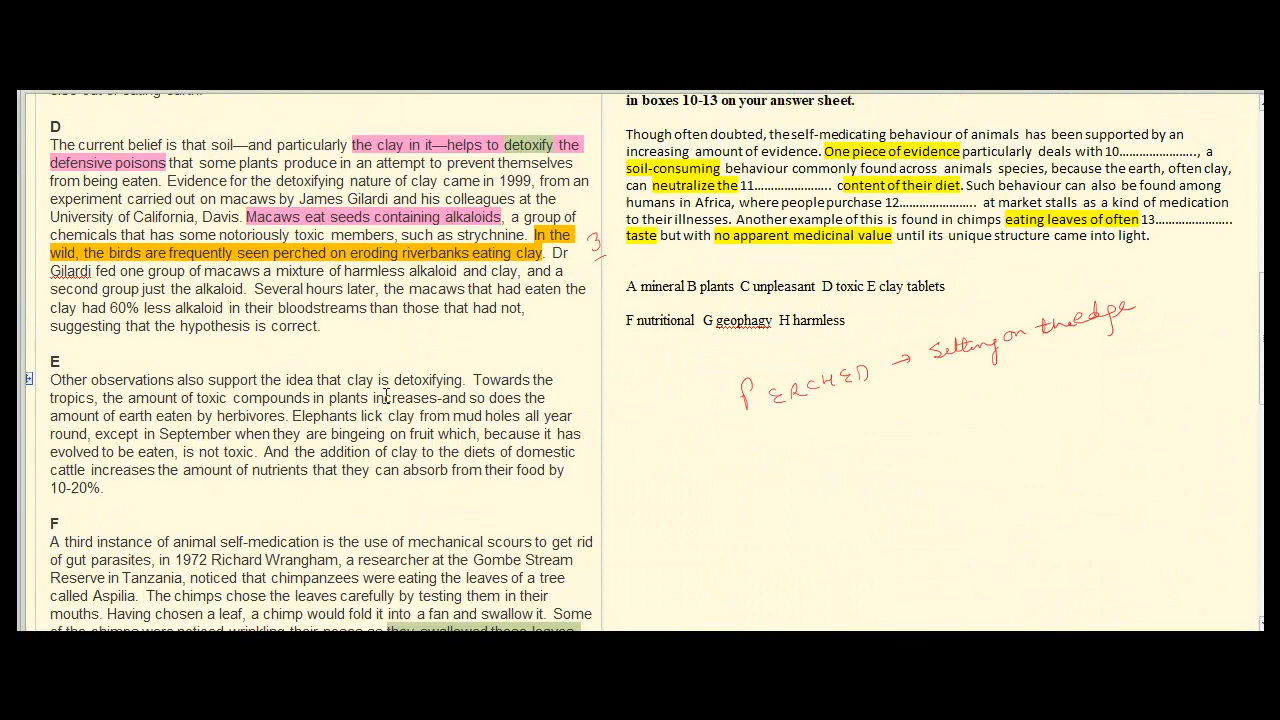 D
The current belief is that soil—and particularly the clay in it—helps to detoxify the
defensive poisons that some plants produce in an attempt to prevent themselves
from being eaten. Evidence for the detoxifying nature of clay came in 1999, from an
experiment carried out on macaws by James Gilardi and his colleagues at the
University of California, Davis. Macaws eat seeds containing alkaloids, a group of
chemicals that has some notoriously toxic members, such as strychnine. In the
wild, the birds are frequently seen perched on eroding riverbanks eating clay. Dr
Gilardi fed one group of macaws a mixture of harmless alkaloid and clay, and a
second group just the alkaloid. Several hours later, the macaws that had eaten the
clay had 60% less alkaloid in their bloodstreams than those that had not,
suggesting that the hypothesis is correct.
E
Other observations also support the idea that clay is detoxifying. Towards the
tropics, the amount of toxic compounds in plants increases-and so does the
amount of earth eaten by herbivores. Elephants lick clay from mud holes all year
round, except in September when they are bingeing on fruit which, because it has
evolved to be eaten, is not toxic. And the addition of clay to the diets of domestic
cattle increases the amount of nutrients that they can absorb from their food by
10-20%.
F
A third instance of animal self-medication is the use of mechanical scours to get rid
of gut parasites, in 1972 Richard Wrangham, a researcher at the Gombe Stream
Reserve in Tanzania, noticed that chimpanzees were eating the leaves of a tree
called Aspilia. The chimps chose the leaves carefully by testing them in their
mouths. Having chosen a leaf, a chimp would fold it into a fan and swallow it. Some
of the chimps were noticed wrinkling their noses as they swallowed these leaves,
3
in boxes 10-13 on your answer sheet.
Though often doubted, the self-medicating behaviour of animals has been supported by an
increasing amount of evidence. One piece of evidence particularly deals with 10…………………., a
soil-consuming behaviour commonly found across animals species, because the earth, often clay,
can neutralize the 11…………………. content of their diet. Such behaviour can also be found among
humans in Africa, where people purchase 12…………………. at market stalls as a kind of medication
to their illnesses. Another example of this is found in chimps eating leaves of often 13………………….
taste but with no apparent medicinal value until its unique structure came into light.
A mineral B plants C unpleasant D toxic E clay tablets
F nutritional G geophagy H harmless
PERCHED → Setting on the edge